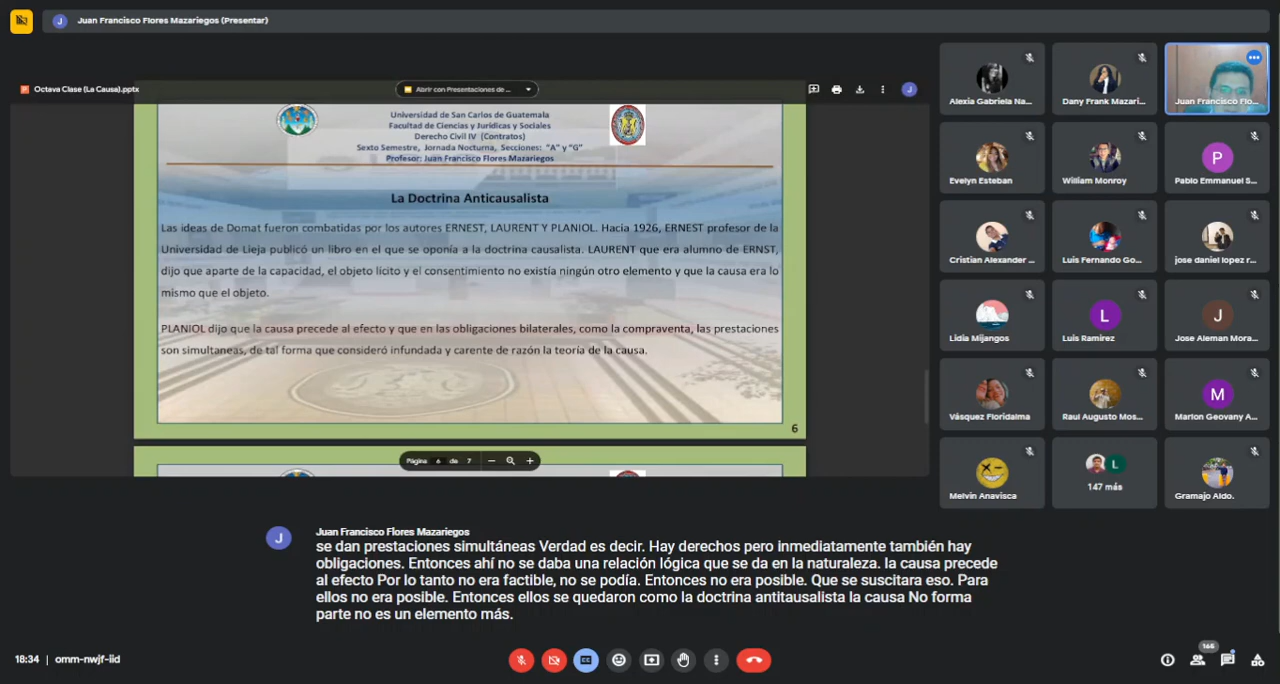 J Juan Francisco Flores Mazariegos (Presentar)
Octava Clase (La Causa).pptx
Abrir con Presentaciones de ...
J
Universidad de San Carlos de Guatemala
Facultad de Ciencias y Jurídicas y Sociales
Derecho Civil IV (Contratos)
Sexto Semestre, Jornada Nocturna, Secciones: "A" y "G"
Profesor: Juan Francisco Flores Mazariegos
La Doctrina Anticausalista
Las ideas de Domat fueron combatidas por los autores ERNEST, LAURENT Y PLANIOL. Hacia 1926, ERNEST profesor de la
Universidad de Lieja publicó un libro en el que se oponía a la doctrina causalista. LAURENT que era alumno de ERNST,
dijo que aparte de la capacidad, el objeto lícito y el consentimiento no existía ningún otro elemento y que la causa era lo
mismo que el objeto.
PLANIOL dijo que la causa precede al efecto y que en las obligaciones bilaterales, como la compraventa, las prestaciones
son simultaneas, de tal forma que consideró infundada y carente de razón la teoría de la causa.
6
Página 6 de 7
Alexia Gabriela Na...
Dany Frank Mazari...
Juan Francisco Flo...
Evelyn Esteban
William Monroy
P
Pablo Emmanuel S...
Cristian Alexander ...
Luis Fernando Go...
jose daniel lopez r...
Lidia Mijangos
L
Luis Ramirez
J
Jose Aleman Mora...
Vásquez Floridalma
Raul Augusto Mos...
M
Marlon Geovany A...
Melvin Anavisca
L
147 más
Gramajo Aldo.
J
Juan Francisco Flores Mazariegos
se dan prestaciones simultáneas Verdad es decir. Hay derechos pero inmediatamente también hay
obligaciones. Entonces ahí no se daba una relación lógica que se da en la naturaleza. la causa precede
al efecto Por lo tanto no era factible, no se podía. Entonces no era posible. Que se suscitara eso. Para
ellos no era posible. Entonces ellos se quedaron como la doctrina antitausalista la causa No forma
parte no es un elemento más.
18:34 | omm-nwjf-iid
CC
166